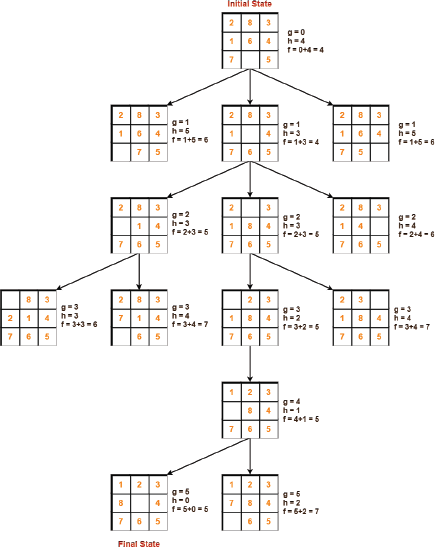 Initial State
2 8 3
1 6 4
7 5
g = 0
h = 4
f = 0+4 = 4
2 8 3
1 6 4
7 5
g = 1
h = 5
f = 1+5 = 6
2 8 3
1 4
7 6 5
g = 1
h = 3
f = 1+3 = 4
2 8 3
1 6 4
7 5
g = 1
h = 5
f = 1+5 = 6
2 8 3
1 4
7 6 5
g = 2
h = 3
f = 2+3 = 5
2 3
1 8 4
7 6 5
g = 2
h = 3
f = 2+3 = 5
2 8 3
1 4
7 6 5
g = 2
h = 4
f = 2+4 = 6
8 3
2 1 4
7 6 5
g = 3
h = 3
f = 3+3 = 6
2 8 3
7 1 4
6 5
g = 3
h = 4
f = 3+4 = 7
2 3
1 8 4
7 6 5
g = 3
h = 2
f = 3+2 = 5
2 3
1 8 4
7 6 5
g = 3
h = 4
f = 3+4 = 7
1 2 3
8 4
7 6 5
g = 4
h = 1
f = 4+1 = 5
1 2 3
8 4
7 6 5
g = 5
h = 0
f = 5+0 = 5
1 2 3
7 8 4
6 5
g = 5
h = 2
f = 5+2 = 7
Final State